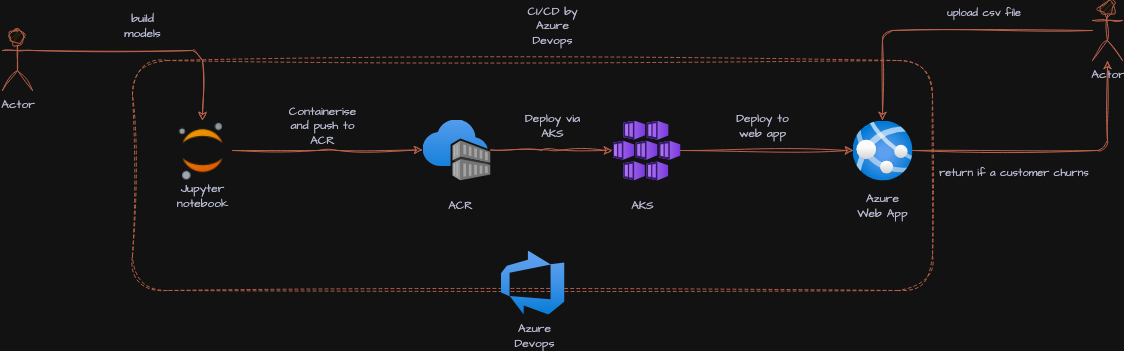 build
models
CI/CD by
Azure
Devops
upload csv file
Actor
Actor
Containerise
and push to
ACR
Deploy via
AKS
Deploy to
web app
return if a customer churns
Jupyter
notebook
ACR
AKS
Azure
Web App
Azure
Devops